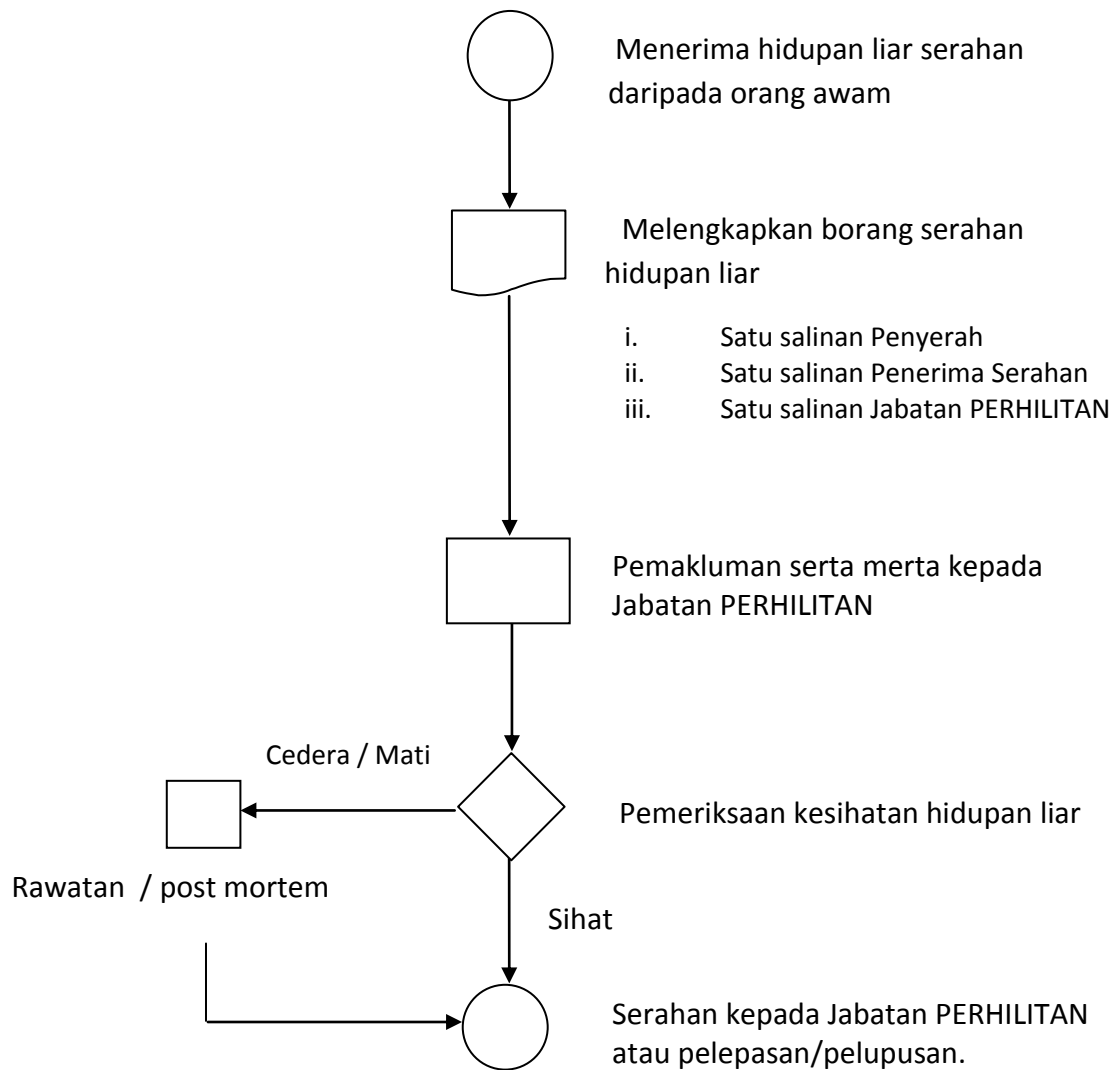 Menerima hidupan liar serahan
daripada orang awam
Melengkapkan borang serahan
hidupan liar
i. Satu salinan Penyerah
ii. Satu salinan Penerima Serahan
iii. Satu salinan Jabatan PERHILITAN
Pemakluman serta merta kepada
Jabatan PERHILITAN
Cedera / Mati
Pemeriksaan kesihatan hidupan liar
Rawatan / post mortem
Sihat
Serahan kepada Jabatan PERHILITAN
atau pelepasan/pelupusan.